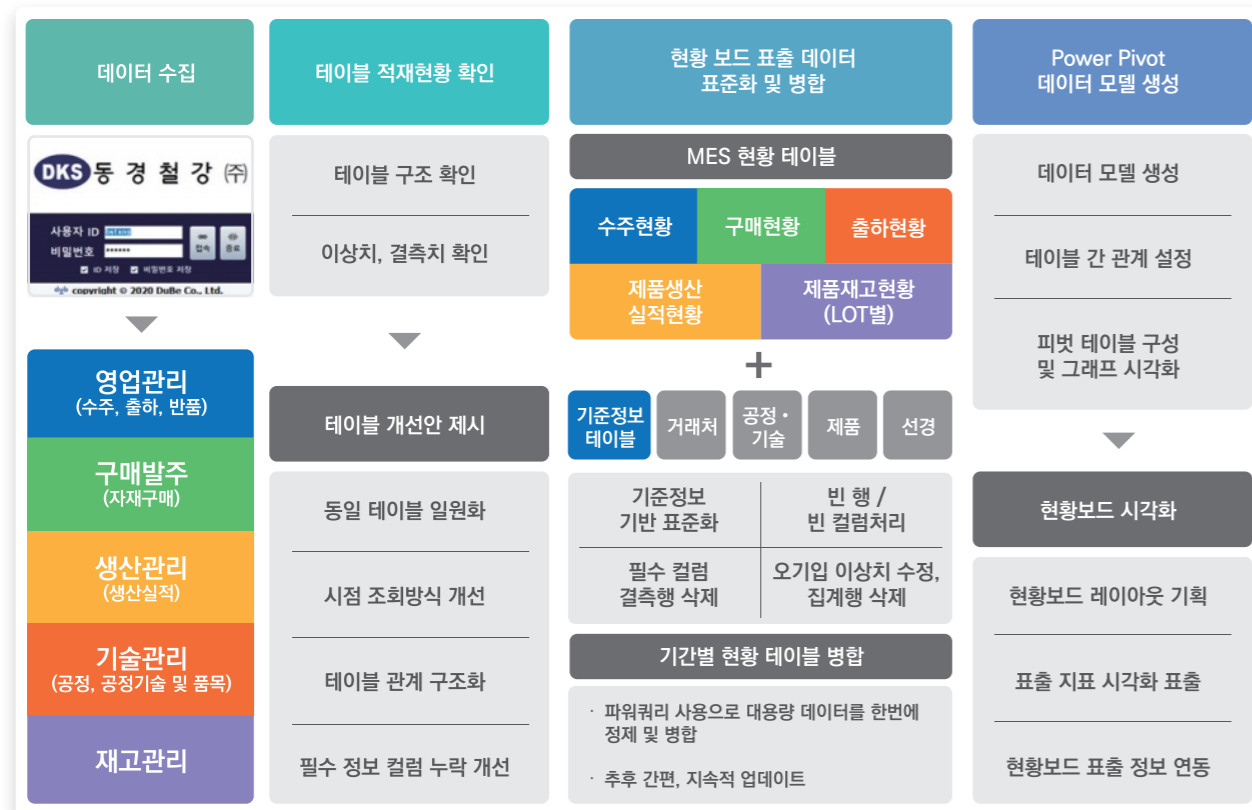 데이터 수집
DKS 동경철강㈜
사용자 ID
비밀번호 ******
접속
종료
ID 저장 비밀번호 저장
copyright © 2020 DuBe Co., Ltd.
영업관리
(수주, 출하, 반품)
구매발주
(자재구매)
생산관리
(생산실적)
기술관리
(공정, 공정기술 및 품목)
재고관리
테이블 적재현황 확인
테이블 구조 확인
이상치, 결측치 확인
테이블 개선안 제시
동일 테이블 일원화
시점 조회방식 개선
테이블 관계 구조화
필수 정보 컬럼 누락 개선
현황 보드 표출 데이터
표준화 및 병합
MES 현황 테이블
수주현황
구매현황
출하현황
제품생산
실적현황
제품재고현황
(LOT별)
+
기준정보
테이블
거래처
공정・
기술
제품
선경
기준정보
기반 표준화
빈 행 /
빈 컬럼처리
필수 컬럼
결측행 삭제
오기입 이상치 수정,
집계행 삭제
기간별 현황 테이블 병합
· 파워쿼리 사용으로 대용량 데이터를 한번에
정제 및 병합
· 추후 간편, 지속적 업데이트
Power Pivot
데이터 모델 생성
데이터 모델 생성
테이블 간 관계 설정
피벗 테이블 구성
및 그래프 시각화
현황보드 시각화
현황보드 레이아웃 기획
표출 지표 시각화 표출
현황보드 표출 정보 연동